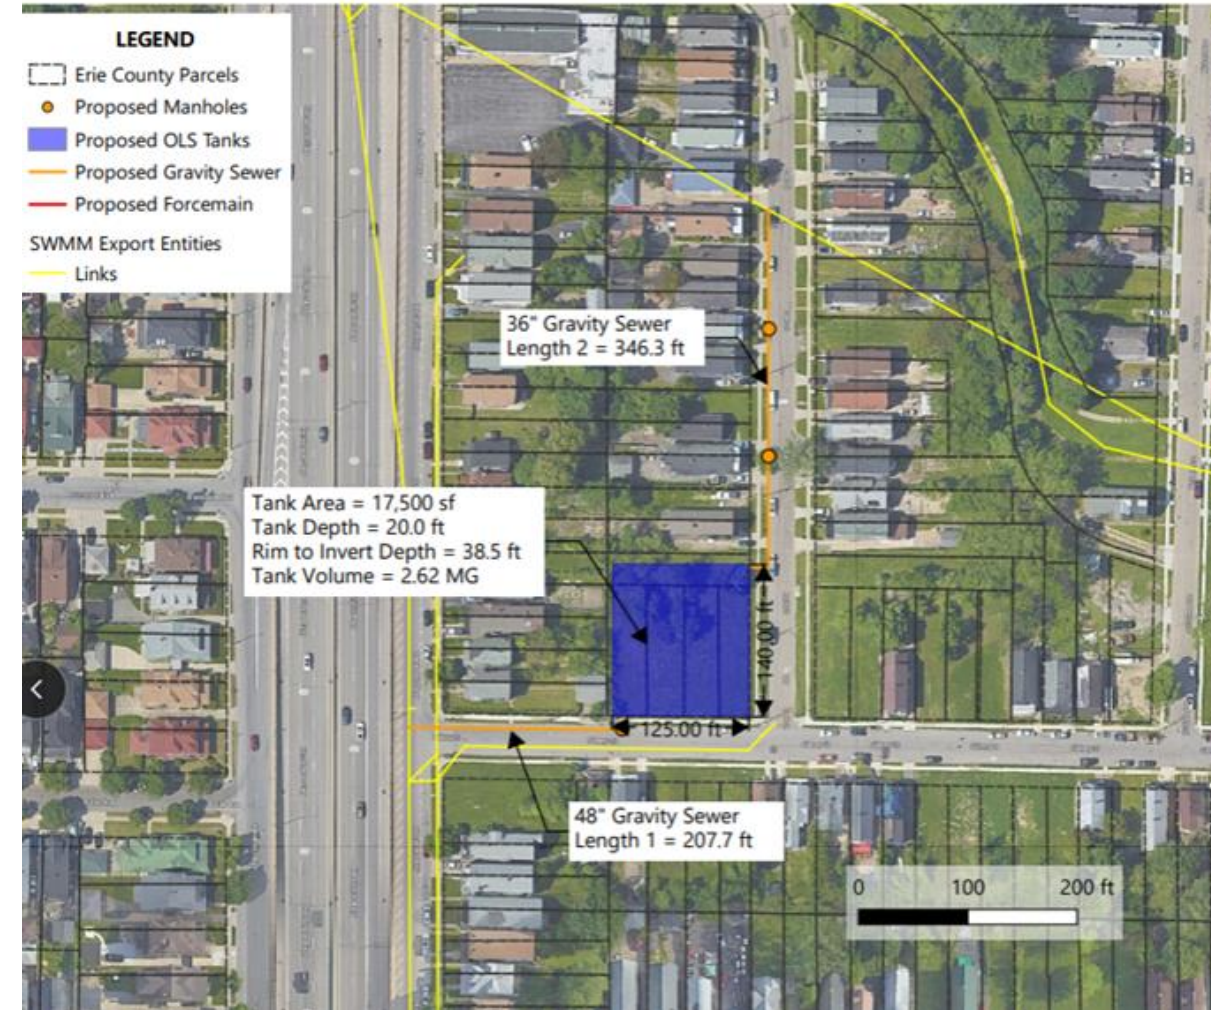 LEGEND
Erie County Parcels
Proposed Manholes
Proposed OLS Tanks
Proposed Gravity Sewer
Proposed Forcemain
SWMM Export Entities
Links
36" Gravity Sewer
Length 2 = 346.3 ft
Tank Area = 17,500 sf
Tank Depth = 20.0 ft
Rim to Invert Depth = 38.5 ft
Tank Volume = 2.62 MG
140.00 ft
125.00 ft
48" Gravity Sewer
Length 1 = 207.7 ft
0 100 200 ft